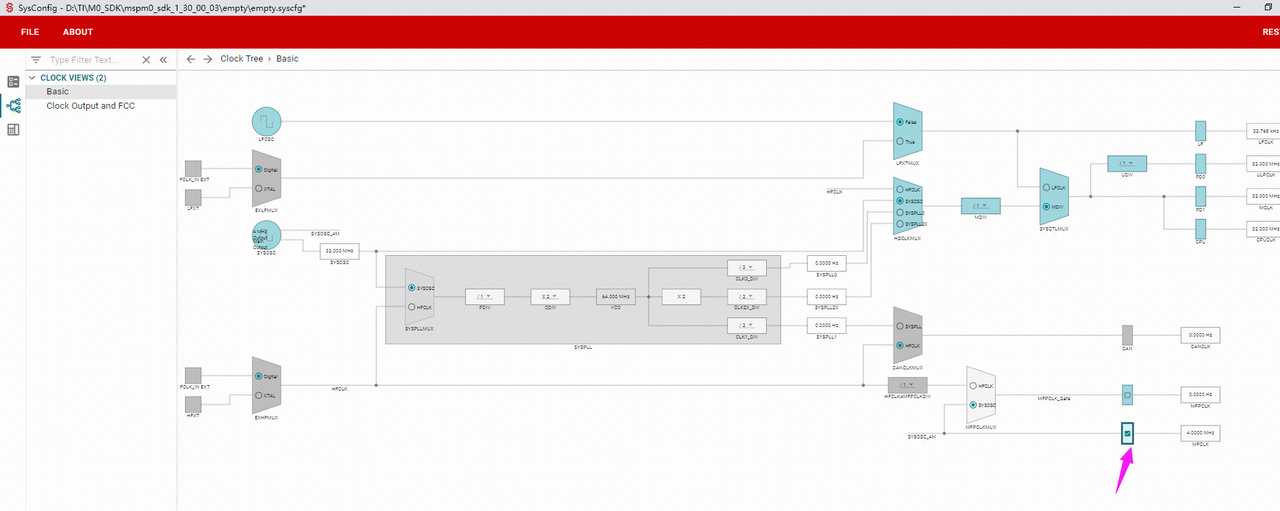 SysConfig - D:\TI\M0_SDK\mspm0_sdk_1_30_00_03\empty\empty.syscfg*
FILE ABOUT RES
Type Filter Text...
CLOCK VIEWS (2)
Basic
Clock Output and FCC
Clock Tree › Basic
LFOSC
FCLK_IN EXT
LFXT
Digital
XTAL
EXLFMUX
SYSOSC_4M
SYSOSC
32.000 MHz
SYSOSC
False
True
LFXTMUX
HFCLK
HFCLK
SYSOSC
SYSPLL0
SYSPLL2X
HSCLKMUX
/ 1
MDIV
LFCLK
MDIV
SYSCTLMUX
/ 1
UDIV
LF
32.768 kHz
LFCLK
PD0
32.000 MHz
ULPCLK
PD1
32.000 MHz
MCLK
CPU
32.000 MHz
CPUCLK
SYSOSC
HFCLK
SYSPLLMUX
/ 1
PDIV
X 2
QDIV
64.000 MHz
VCO
X 2
/ 2
CLK0_DIV
/ 2
CLK2X_DIV
/ 2
CLK1_DIV
SYSPLL
0.0000 Hz
SYSPLL0
0.0000 Hz
SYSPLL2X
0.0000 Hz
SYSPLL1
SYSPLL
HFCLK
CANCLKMUX
CAN
0.0000 Hz
CANCLK
FCLK_IN EXT
HFXT
Digital
XTAL
EXHFMUX
HFCLK
/ 1
HFCLK4MFPCLKDIV
HFCLK
SYSOSC
MFPCLKMUX
MFPCLK_Gate
0.0000 Hz
MFPCLK
SYSOSC_4M
4.0000 MHz
MFCLK